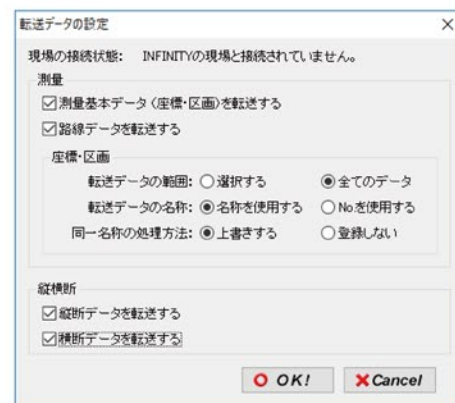 転送データの設定
現場の接続状態: INFINITYの現場と接続されていません。
測量
測量基本データ(座標・区画)を転送する
路線データを転送する
座標・区画
転送データの範囲: 選択する 全てのデータ
転送データの名称: 名称を使用する Noを使用する
同一名称の処理方法: 上書きする 登録しない
縦横断
縦断データを転送する
横断データを転送する
OK! Cancel